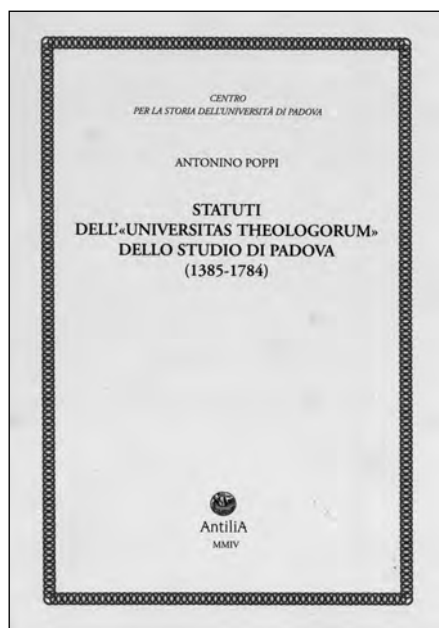 CENTRO
PER LA STORIA DELL'UNIVERSITÀ DI PADOVA
ANTONINO POPPI
STATUTI
DELL'«UNIVERSITAS THEOLOGORUM»
DELLO STUDIO DI PADOVA
(1385-1784)
AntiliA
MMIV